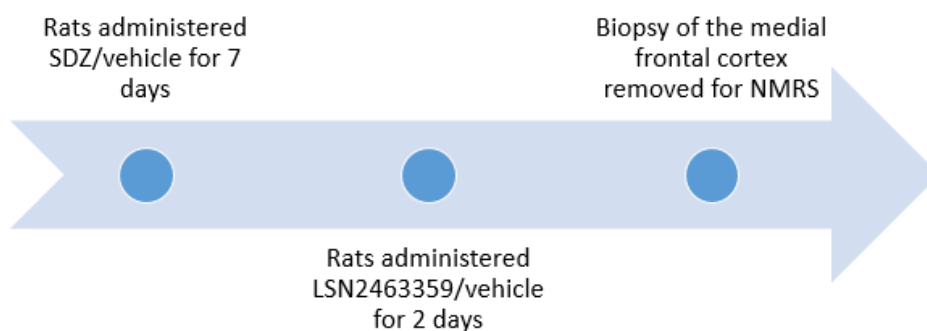 Rats administered
SDZ/vehicle for 7
days
Rats administered
LSN2463359/vehicle
for 2 days
Biopsy of the medial
frontal cortex
removed for NMRS